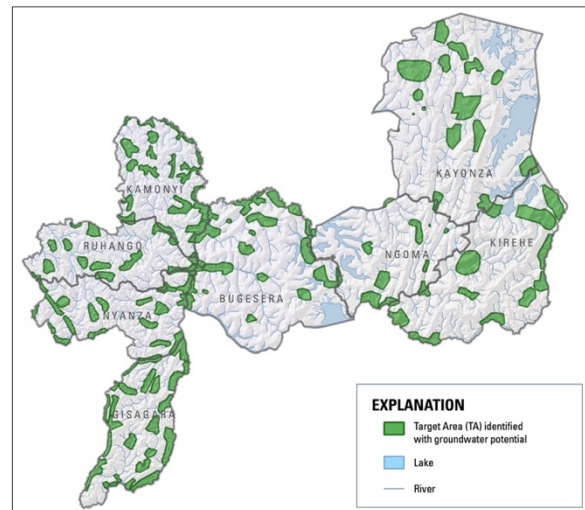 KAYONZA
KAMONYI
RUHANGO
NGOMA
KIREHE
BUGESERA
NYANZA
GISAGARA
EXPLANATION
Target Area (TA) identified
with groundwater potential
Lake
River